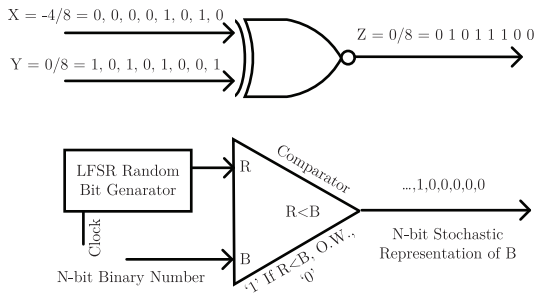 X = -4/8 = 0, 0, 0, 0, 1, 0, 1, 0
Z = 0/8 = 0 1 0 1 1 1 0 0
Y = 0/8 = 1, 0, 1, 0, 1, 0, 0, 1
LFSR Random
Bit Genarator
Clock
N-bit Binary Number
R
B
R<B
Comparator
'1' If R<B, O.W.,
'0'
...,1,0,0,0,0,0
N-bit Stochastic
Representation of B